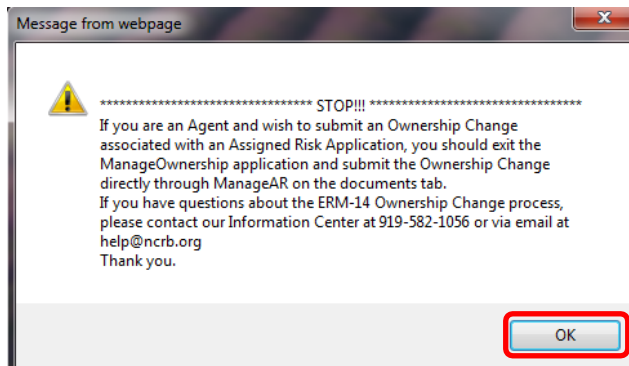 Message from webpage
x
********************************* STOP!!! *********************************
If you are an Agent and wish to submit an Ownership Change
associated with an Assigned Risk Application, you should exit the
ManageOwnership application and submit the Ownership Change
directly through ManageAR on the documents tab.
If you have questions about the ERM-14 Ownership Change process,
please contact our Information Center at 919-582-1056 or via email at
help@ncrb.org
Thank you.
OK